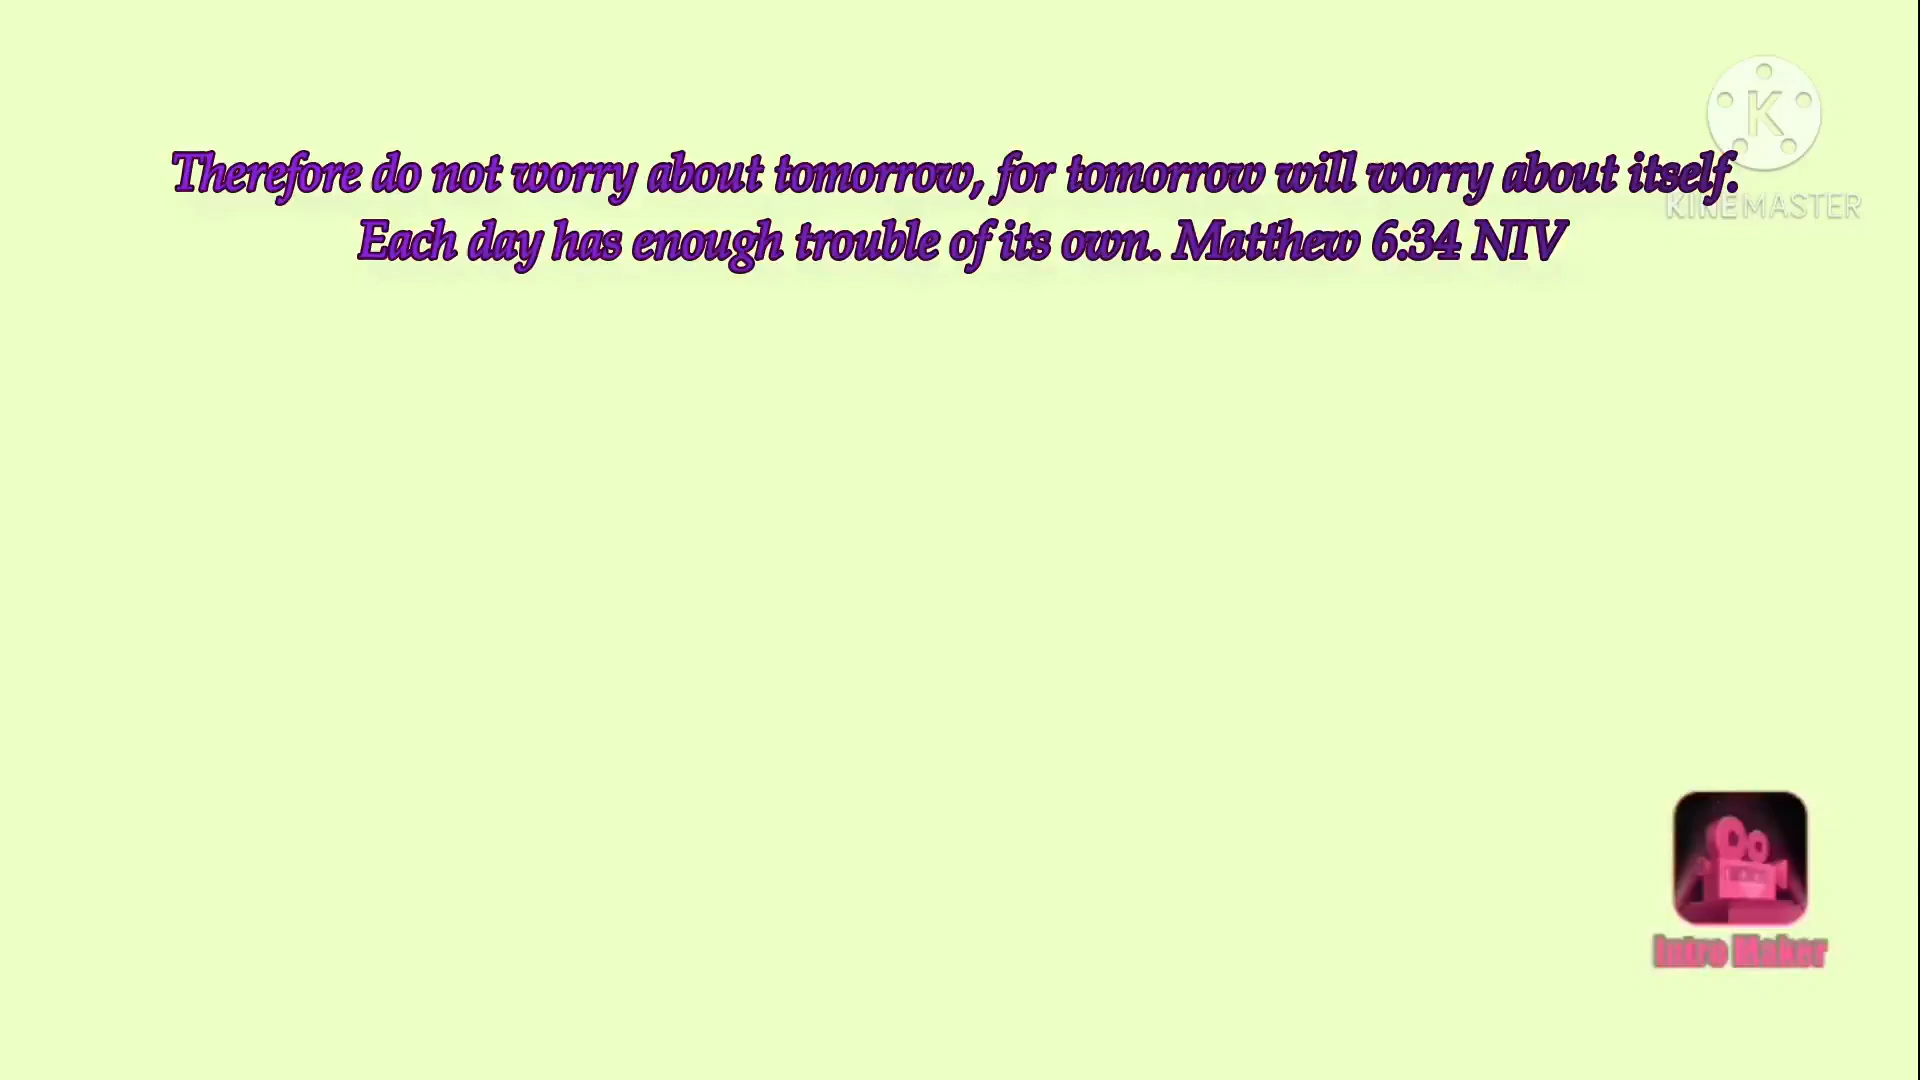 Therefore do not worry about tomorrow, for tomorrow will worry about itself.
Each day has enough trouble of its own. Matthew 6:34 NIV
K
KINEMASTER
Intro Maker